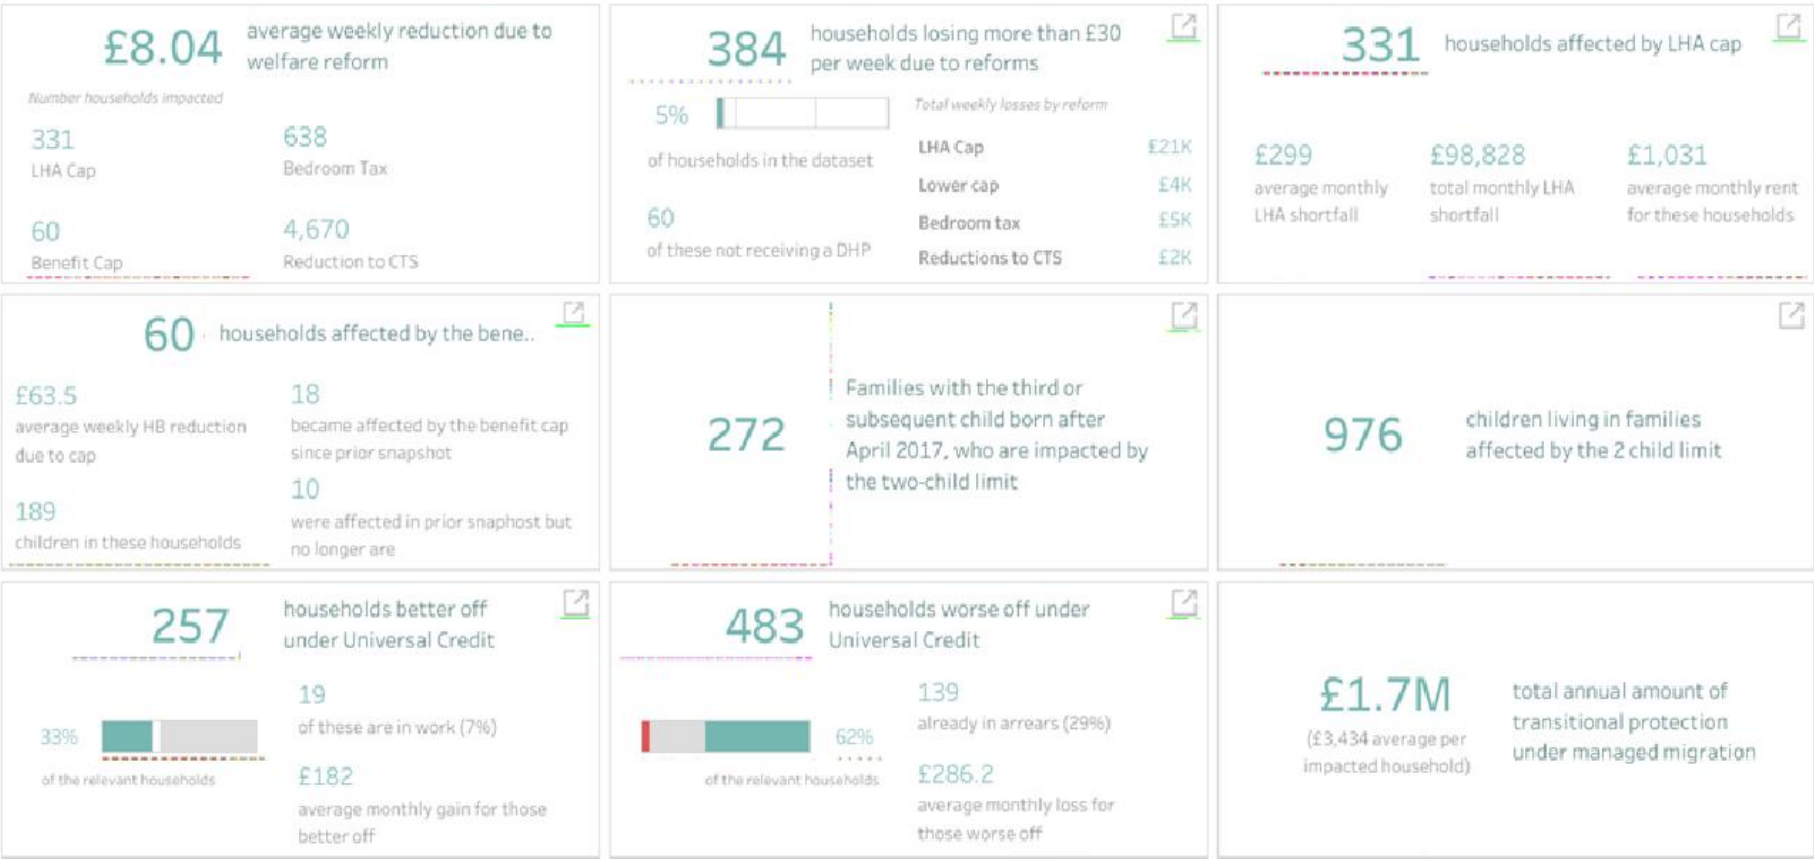 £8.04
average weekly reduction due to
welfare reform
Number households impacted
331
LHA Cap
638
Bedroom Tax
60
Benefit Cap
4,670
Reduction to CTS
384
households losing more than £30
per week due to reforms
5%
of households in the dataset
60
of these not receiving a DHP
Total weekly losses by reform
LHA Cap £21K
Lower cap £4K
Bedroom tax £5K
Reductions to CTS £2K
331
households affected by LHA cap
£299
average monthly
LHA shortfall
£98,828
total monthly LHA
shortfall
£1,031
average monthly rent
for these households
60
households affected by the bene..
£63.5
average weekly HB reduction
due to cap
189
children in these households
18
became affected by the benefit cap
since prior snapshot
10
were affected in prior snaphost but
no longer are
272
Families with the third or
subsequent child born after
April 2017, who are impacted by
the two-child limit
976
children living in families
affected by the 2 child limit
257
households better off
under Universal Credit
33%
of the relevant households
19
of these are in work (7%)
£182
average monthly gain for those
better off
483
households worse off under
Universal Credit
62%
of the relevant households
139
already in arrears (29%)
£286.2
average monthly loss for
those worse off
£1.7M
(£3,434 average per
impacted household)
total annual amount of
transitional protection
under managed migration